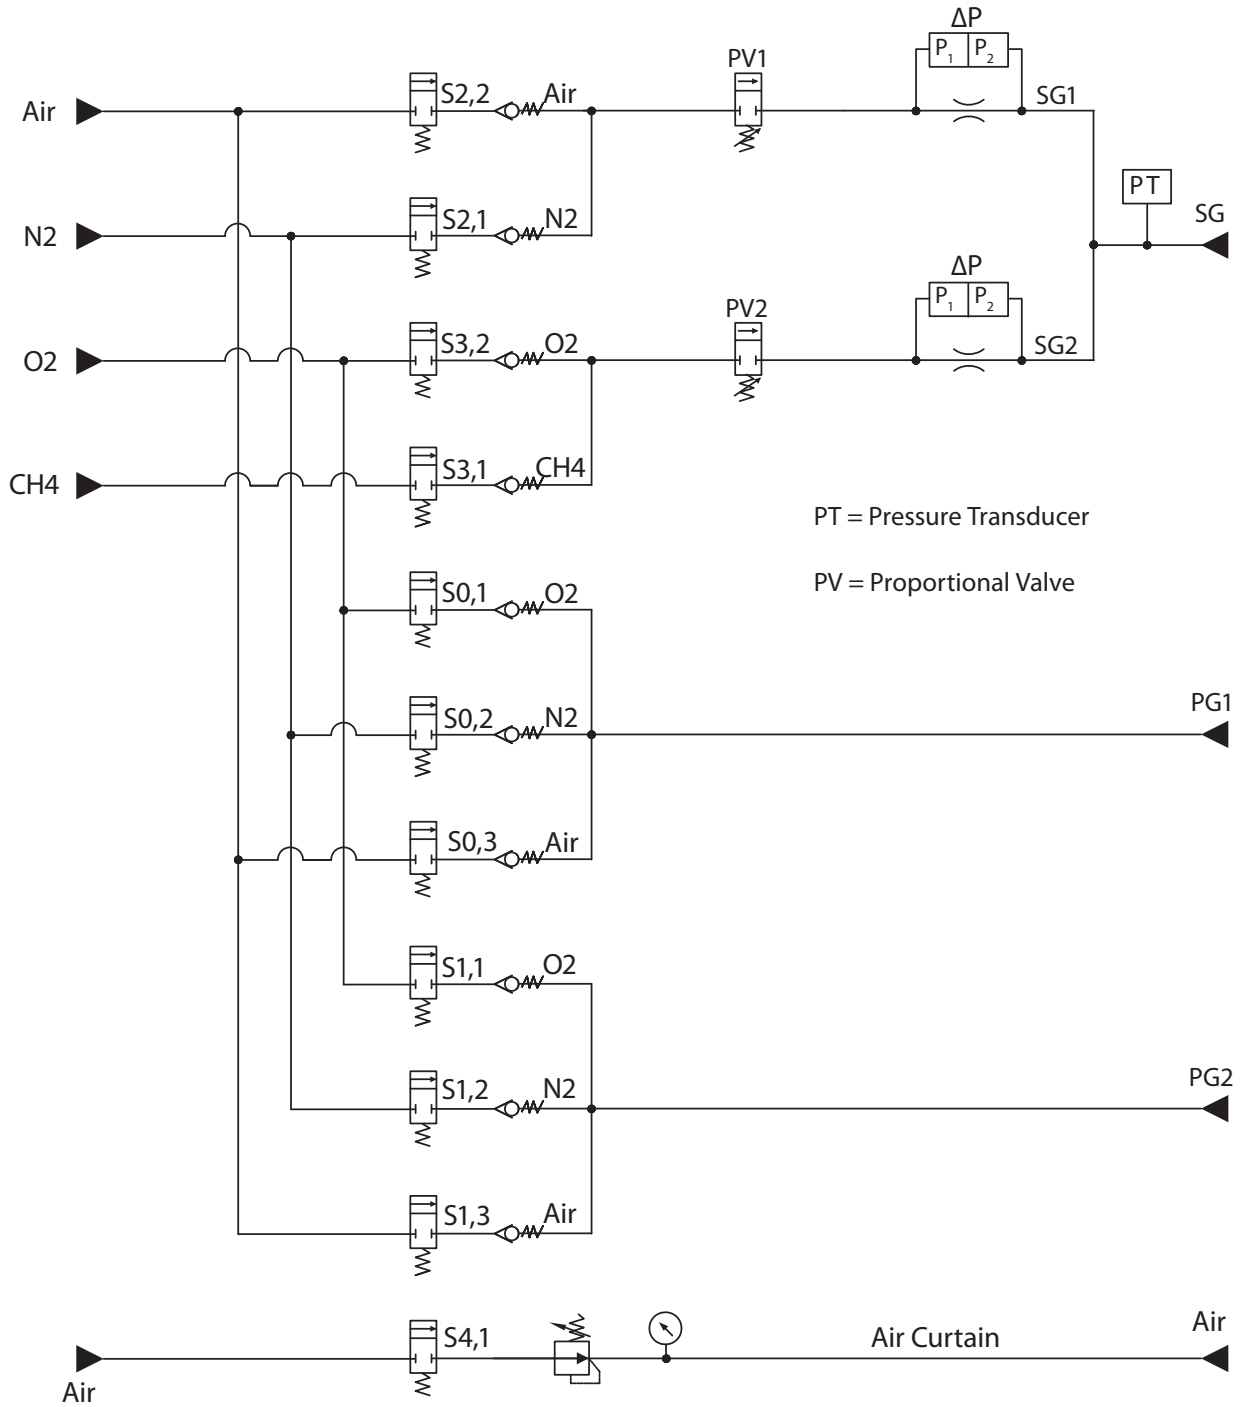 ΔP
P1 P2
PV1
Air
S2,2
Air
SG1
PT
SG
N2
S2,1
N2
ΔP
P1 P2
PV2
O2
S3,2
O2
SG2
CH4
S3,1
CH4
PT = Pressure Transducer
PV = Proportional Valve
S0,1
O2
S0,2
N2
PG1
S0,3
Air
S1,1
O2
S1,2
N2
PG2
S1,3
Air
S4,1
Air Curtain
Air
Air